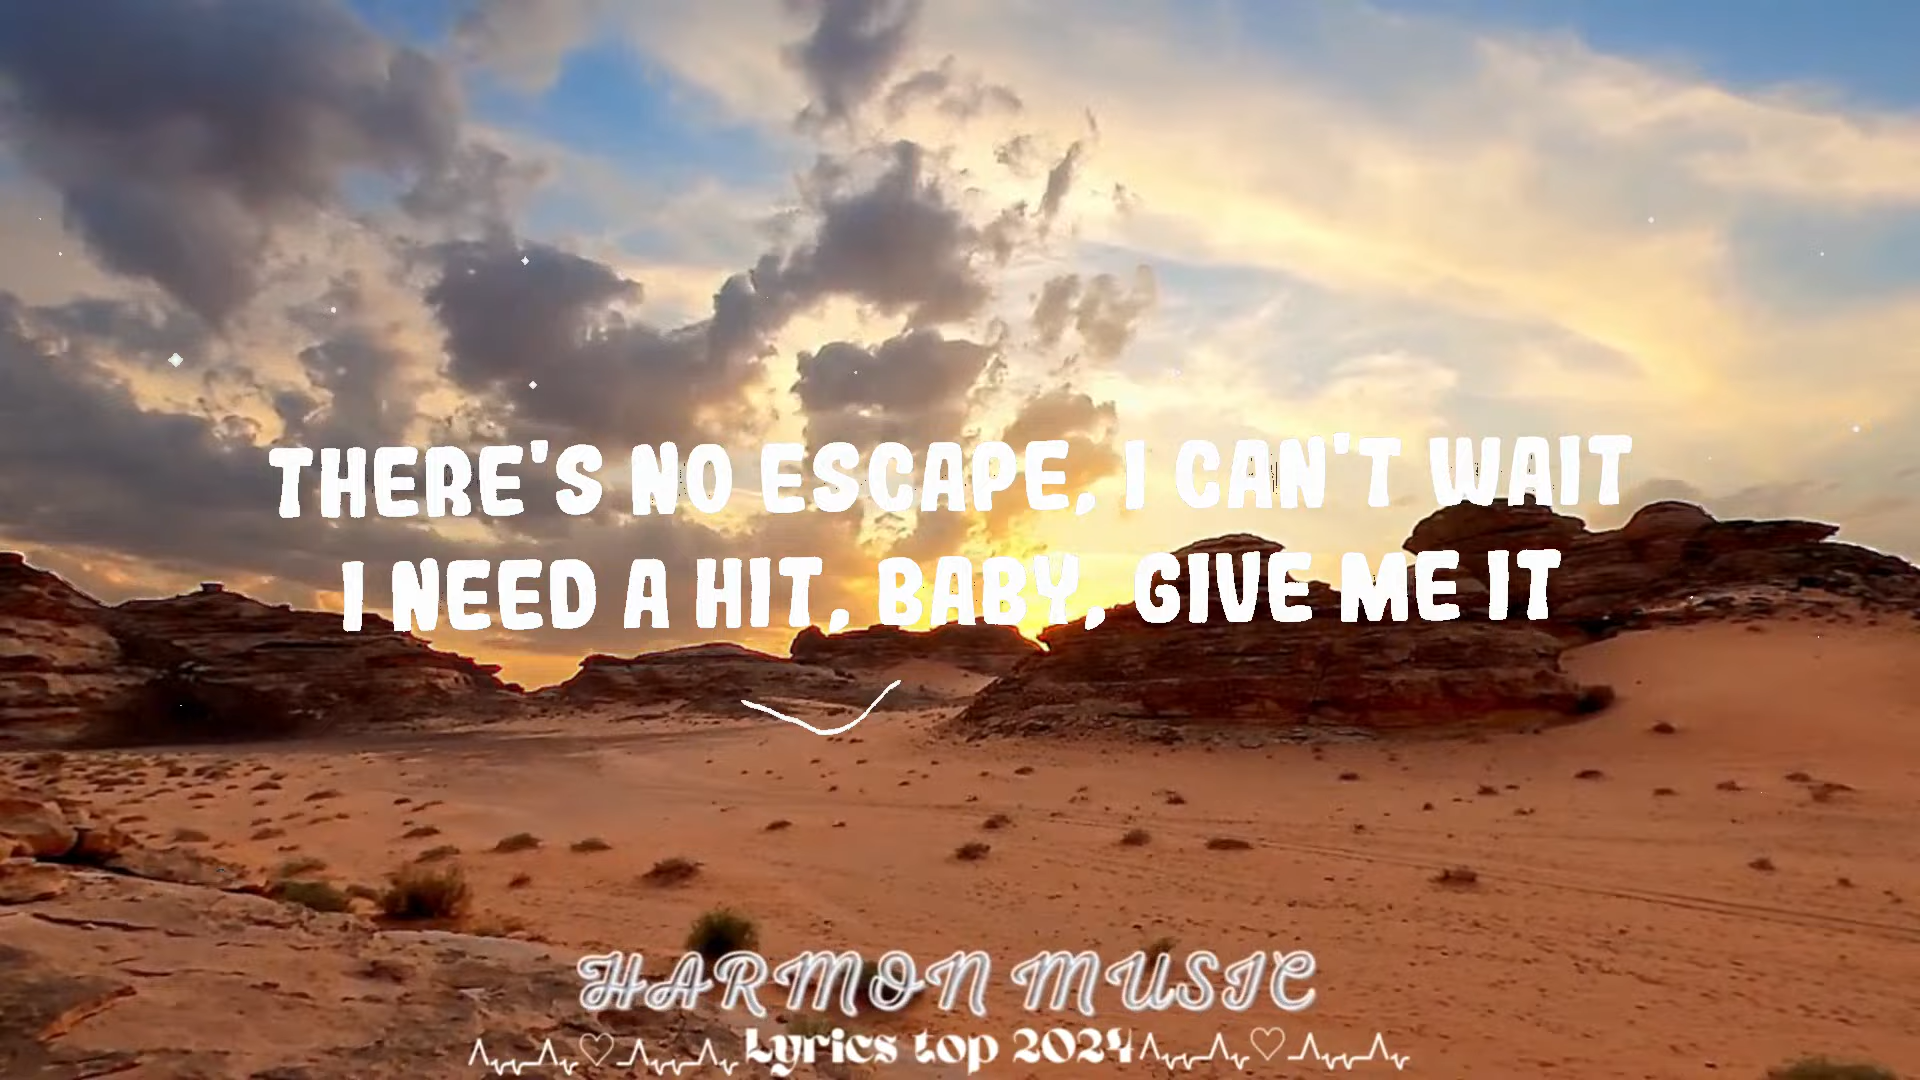 THERE'S NO ESCAPE, I CAN'T WAIT
I NEED A HIT, BABY, GIVE ME IT
HARMON MUSIC
Lyrics top 2024